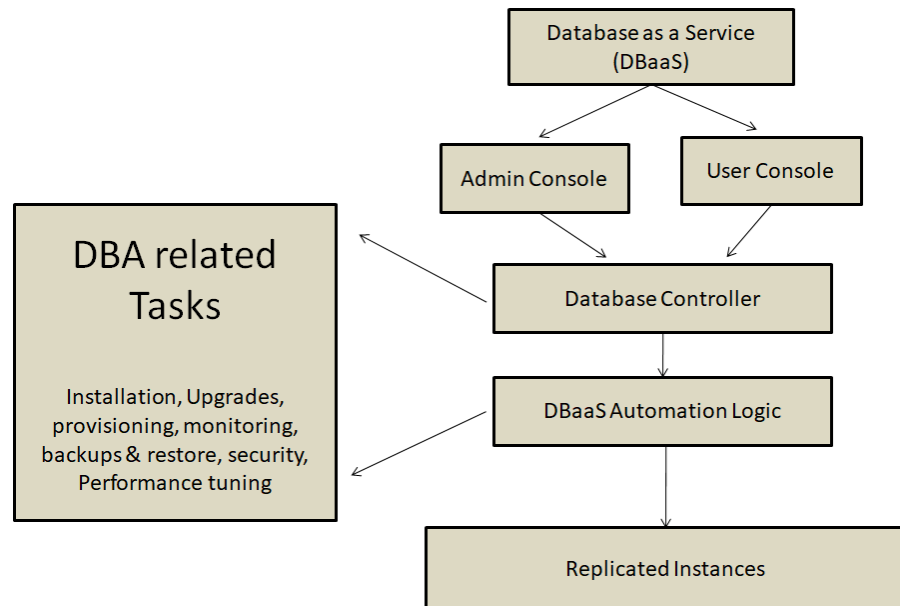 Database as a Service
(DBaaS)
Admin Console
User Console
DBA related
Tasks
Installation, Upgrades,
provisioning, monitoring,
backups & restore, security,
Performance tuning
Database Controller
DBaaS Automation Logic
Replicated Instances